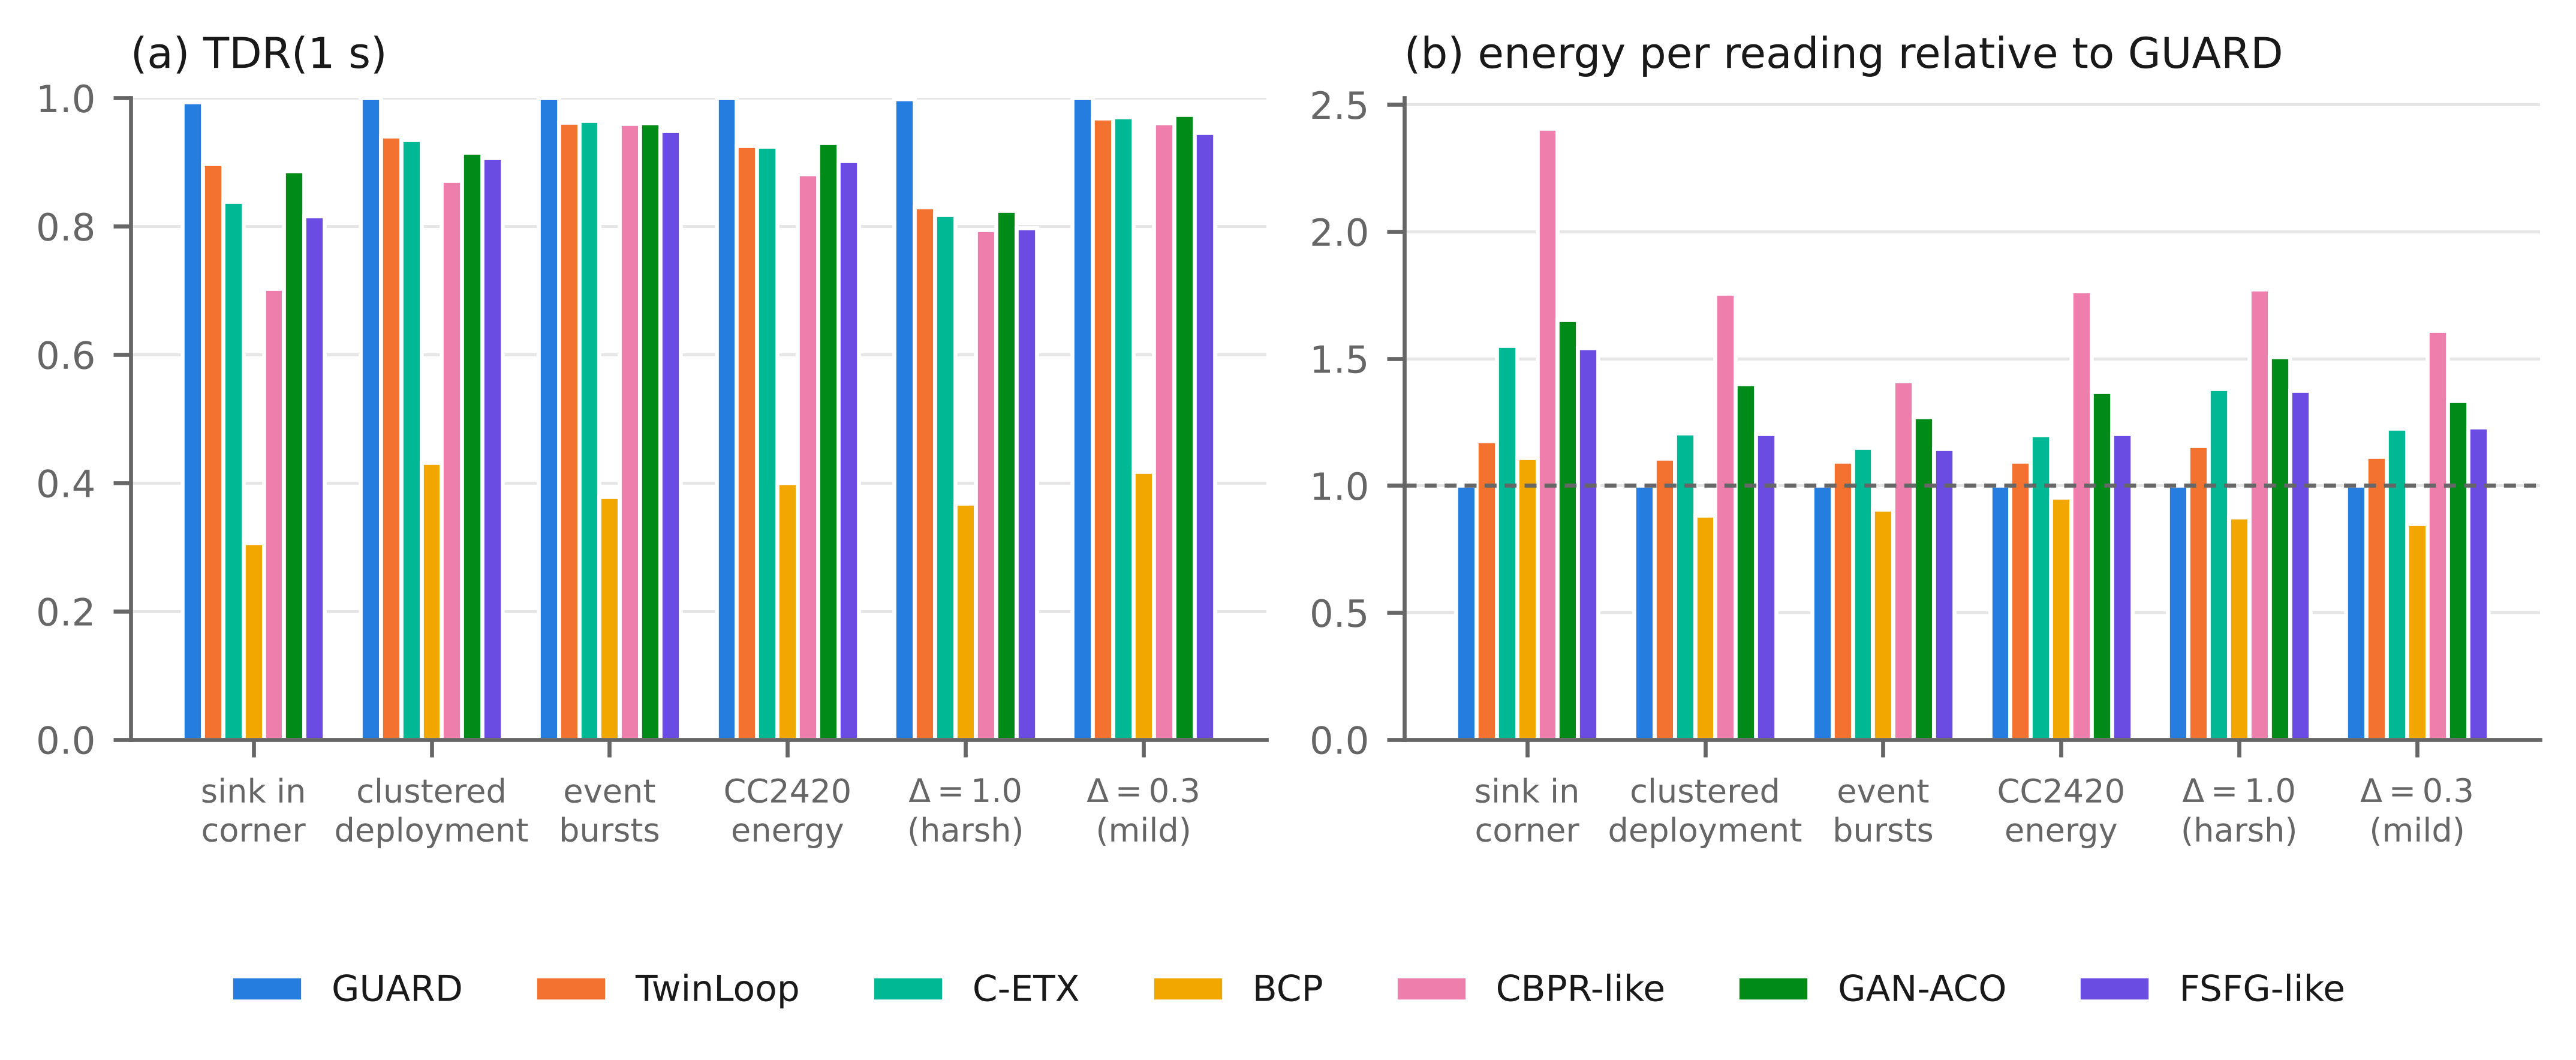 (a) TDR(1 s)
1.0
0.8
0.6
0.4
0.2
0.0
sink in
corner
clustered
deployment
event
bursts
CC2420
energy
Δ = 1.0
(harsh)
Δ = 0.3
(mild)
(b) energy per reading relative to GUARD
2.5
2.0
1.5
1.0
0.5
0.0
sink in
corner
clustered
deployment
event
bursts
CC2420
energy
Δ = 1.0
(harsh)
Δ = 0.3
(mild)
GUARD
TwinLoop
C-ETX
BCP
CBPR-like
GAN-ACO
FSFG-like